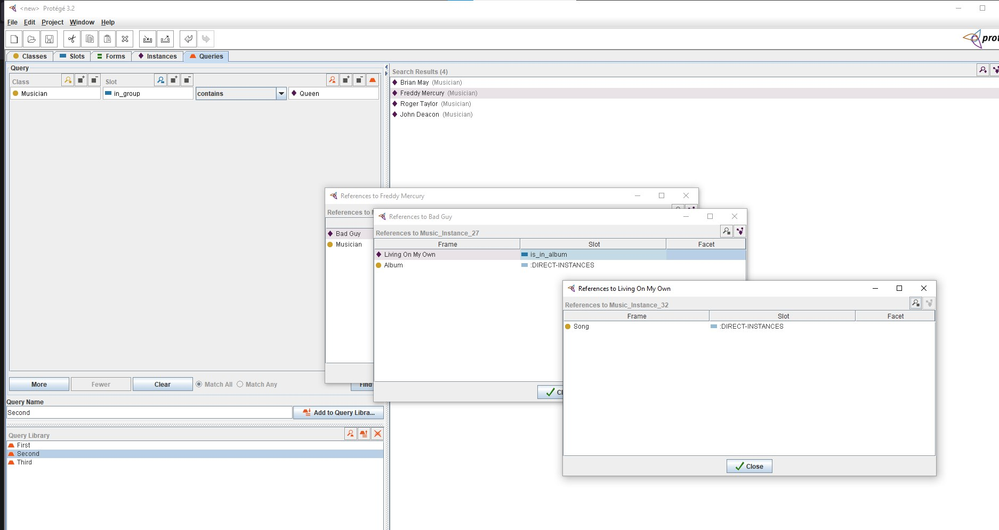 <new> Protégé 3.2
File Edit Project Window Help
Classes Slots Forms Instances Queries
Query
Class Slot
Musician in_group contains Queen
Search Results (4)
Brian May (Musician)
Freddy Mercury (Musician)
Roger Taylor (Musician)
John Deacon (Musician)
References to Freddy Mercury
References to
Bad Guy
Musician
References to Bad Guy
References to Music_Instance_27
Frame Slot Facet
Living On My Own is_in_album
Album :DIRECT-INSTANCES
References to Living On My Own
References to Music_Instance_32
Frame Slot Facet
Song :DIRECT-INSTANCES
Close
More Fewer Clear Match All Match Any Find
Query Name
Second Add to Query Libra...
Query Library
First
Second
Third